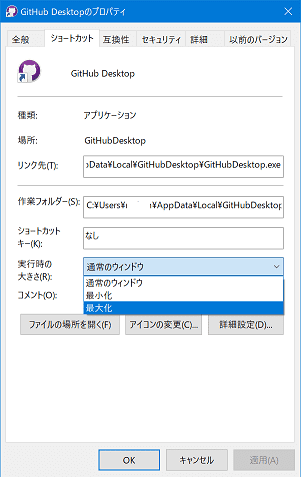 GitHub Desktopのプロパティ
全般 ショートカット 互換性 セキュリティ 詳細 以前のバージョン
GitHub Desktop
種類: アプリケーション
場所: GitHubDesktop
リンク先(T): Data¥Local¥GitHubDesktop¥GitHubDesktop.exe
作業フォルダー(S): C:¥Users¥ ¥AppData¥Local¥GitHubDesktop
ショートカット
キー(K): なし
実行時の
大きさ(R): 通常のウィンドウ
通常のウィンドウ
コメント(O): 最小化
最大化
ファイルの場所を開く(F) アイコンの変更(C)... 詳細設定(D)...
OK キャンセル 適用(A)